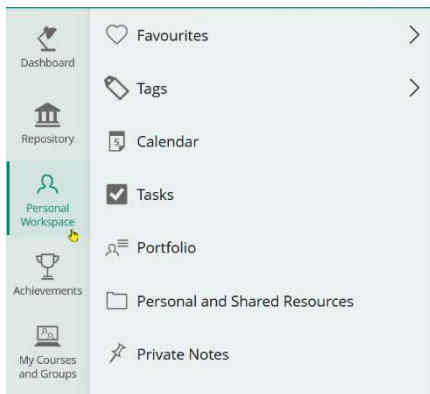 Dashboard
Repository
Personal
Workspace
Achievements
My Courses
and Groups
Favourites
Tags
5
Calendar
Tasks
Portfolio
Personal and Shared Resources
Private Notes